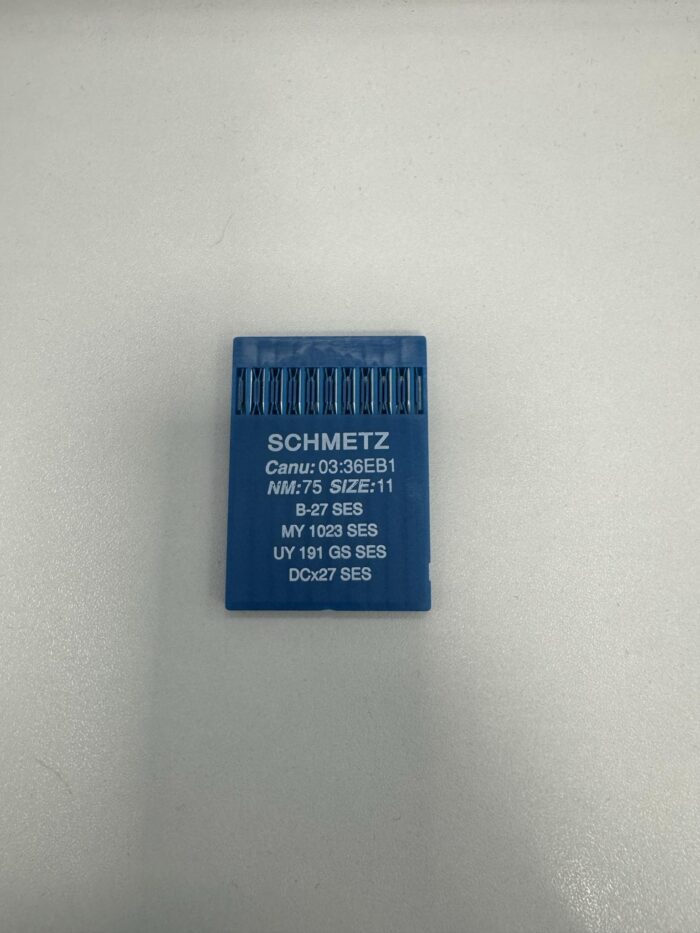 SCHMETZ
Canu: 03:36EB1
NM:75 SIZE:11
B-27 SES
MY 1023 SES
UY 191 GS SES
DCx27 SES